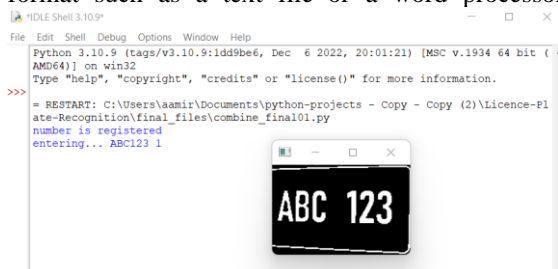 format such as a text file or a word processor
*IDLE Shell 3.10.9*
File Edit Shell Debug Options Window Help
Python 3.10.9 (tags/v3.10.9:1dd9be6, Dec  6 2022, 20:01:21) [MSC v.1934 64 bit (
AMD64)] on win32
Type "help", "copyright", "credits" or "license()" for more information.
>>>
= RESTART: C:\Users\aamir\Documents\python-projects - Copy - Copy (2)\Licence-Pl
ate-Recognition\final_files\combine_final01.py
number is registered
entering... ABC123 1
ABC 123